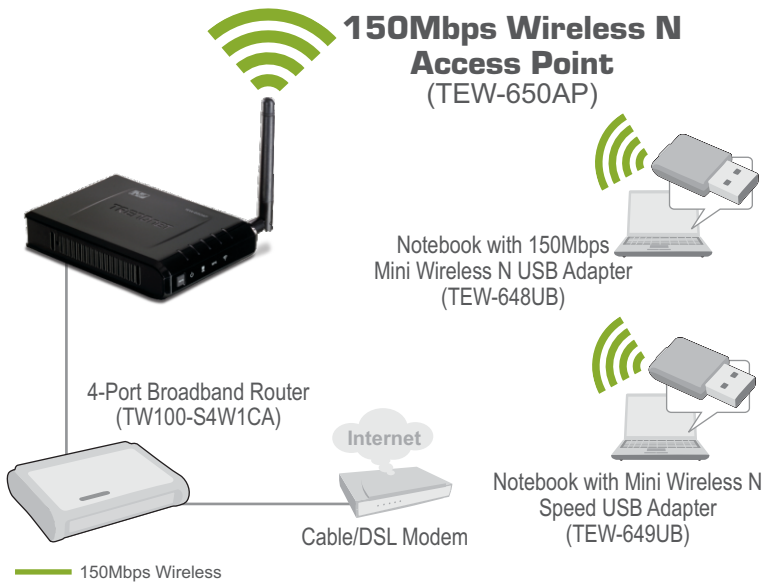 150Mbps Wireless N
Access Point
(TEW-650AP)
TRENDNET
Notebook with 150Mbps
Mini Wireless N USB Adapter
(TEW-648UB)
4-Port Broadband Router
(TW100-S4W1CA)
Internet
Cable/DSL Modem
Notebook with Mini Wireless N
Speed USB Adapter
(TEW-649UB)
150Mbps Wireless